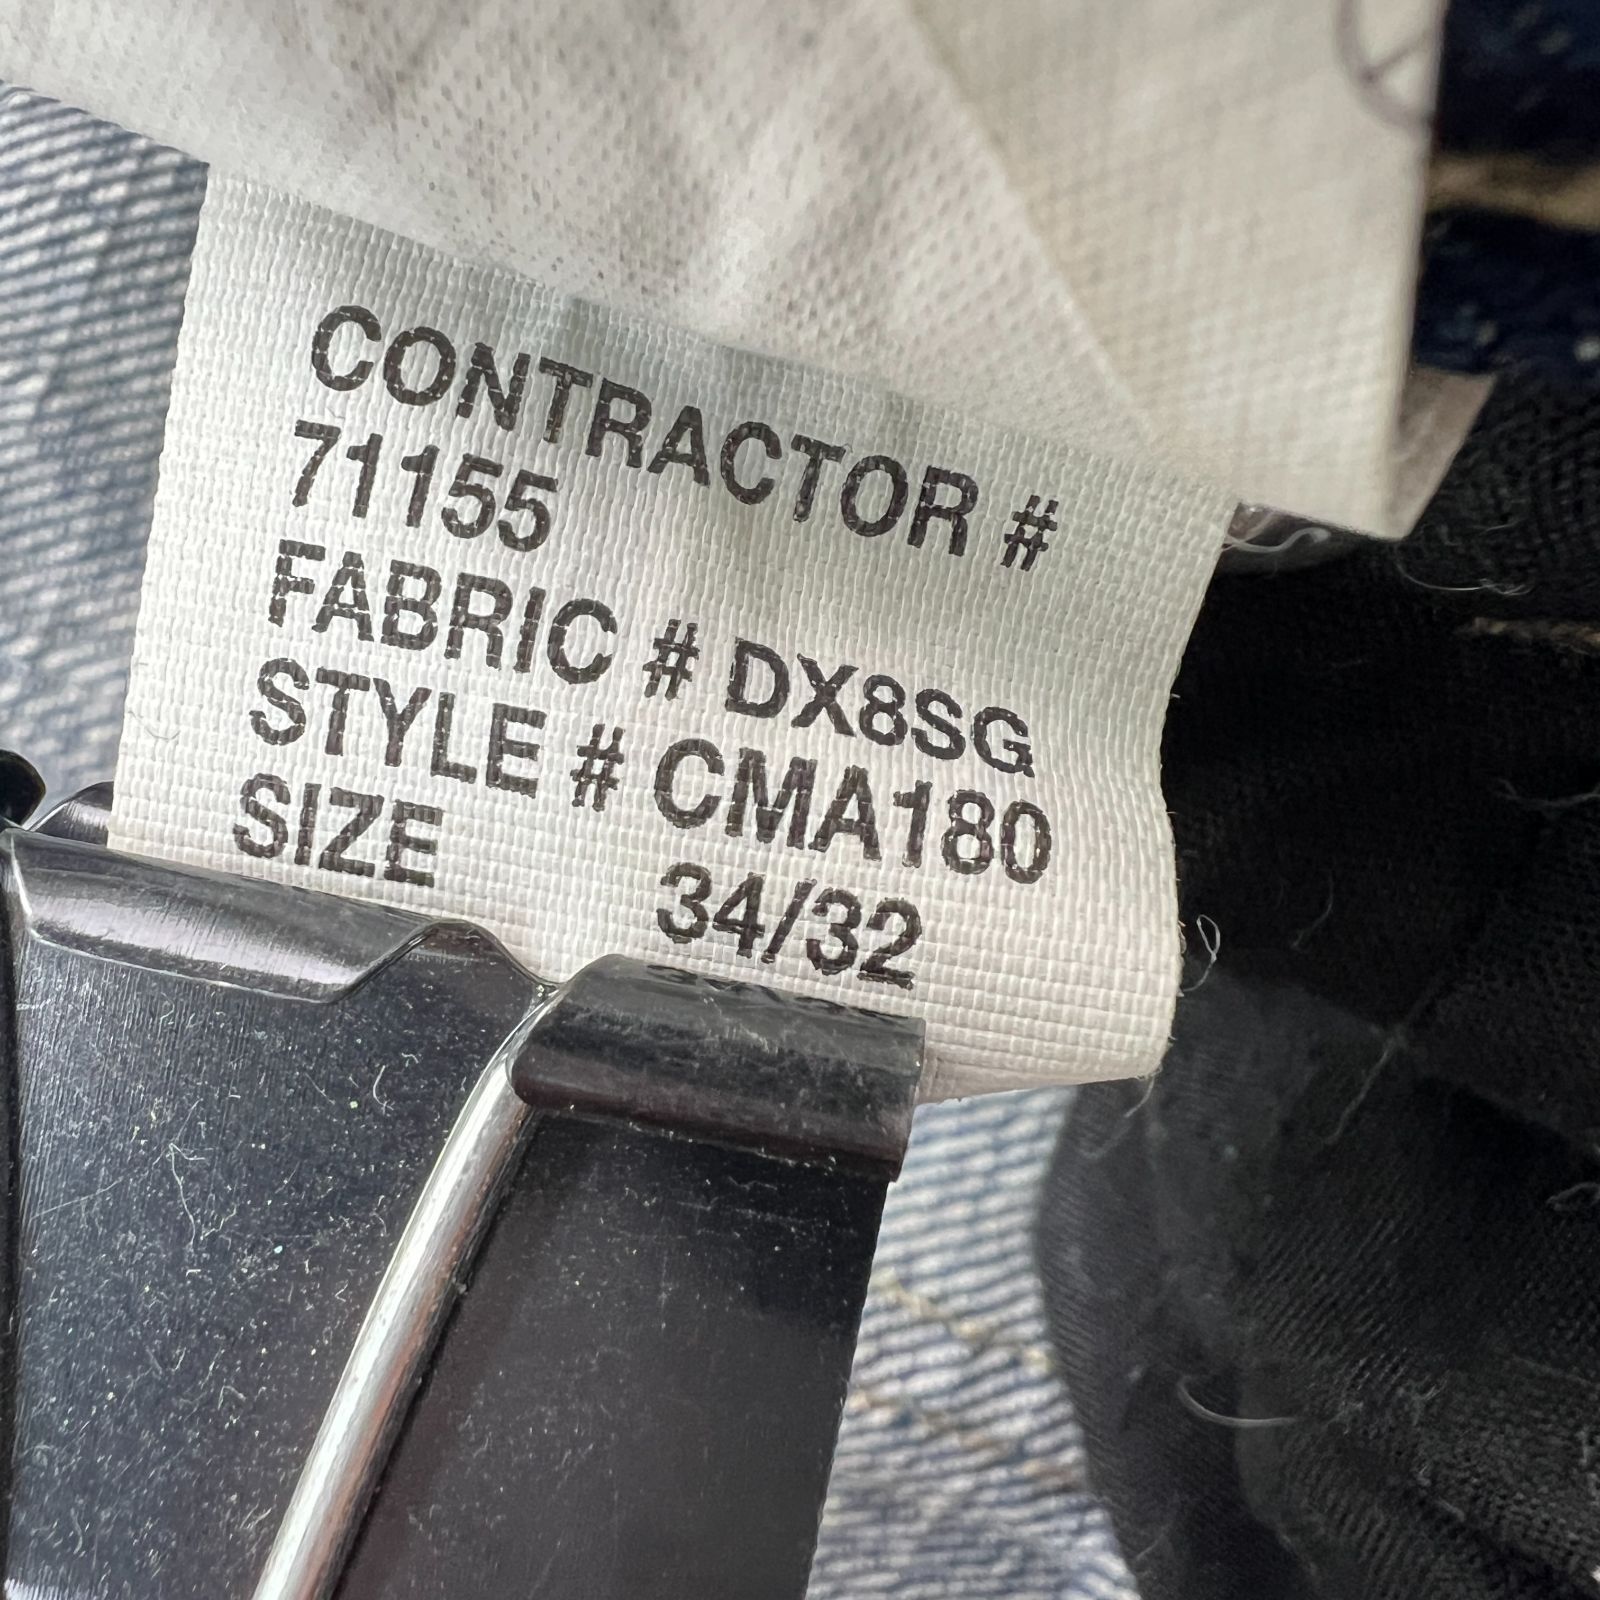 CONTRACTOR #
71155
FABRIC # DX8SG
STYLE # CMA180
SIZE 34/32